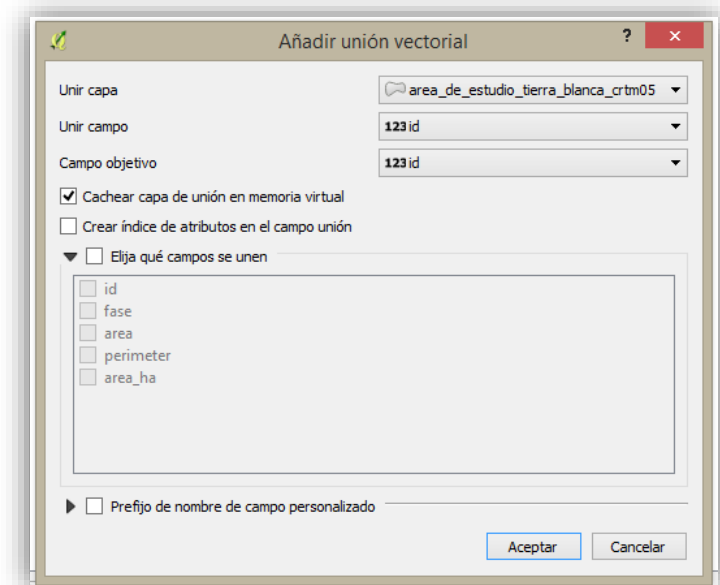 Añadir unión vectorial ? ×
Unir capa area_de_estudio_tierra_blanca_crtm05
Unir campo 123 id
Campo objetivo 123 id
Cachear capa de unión en memoria virtual
Crear índice de atributos en el campo unión
Elija qué campos se unen
id
fase
area
perimeter
area_ha
Prefijo de nombre de campo personalizado
Aceptar Cancelar